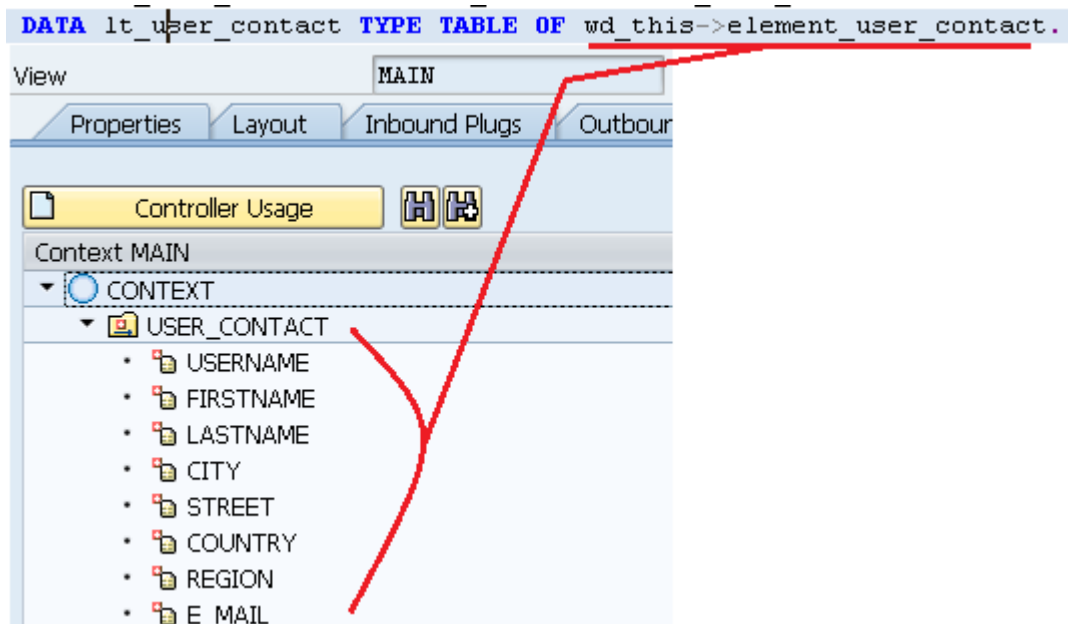 DATA lt_user_contact TYPE TABLE OF wd_this->element_user_contact.
View MAIN
Properties Layout Inbound Plugs Outbour
Controller Usage
Context MAIN
CONTEXT
USER_CONTACT
USERNAME
FIRSTNAME
LASTNAME
CITY
STREET
COUNTRY
REGION
E_MAIL